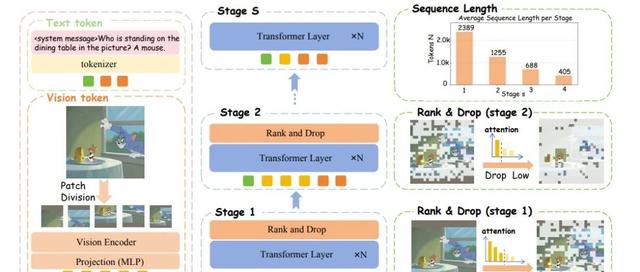 Text token
<system message>Who is standing on the
dining table in the picture? A mouse.
tokenizer
Vision token
Patch
Division
Vision Encoder
Projection (MLP)
Stage S
Transformer Layer ×N
Stage 2
Rank and Drop
Transformer Layer ×N
Stage 1
Rank and Drop
Transformer Layer ×N
Sequence Length
Average Sequence Length per Stage
Tokens N
2.0k
1.0k
0
2389
1255
688
405
1 2 3 4
Stage s
Rank & Drop (stage 2)
attention
Drop Low
Rank & Drop (stage 1)
attention